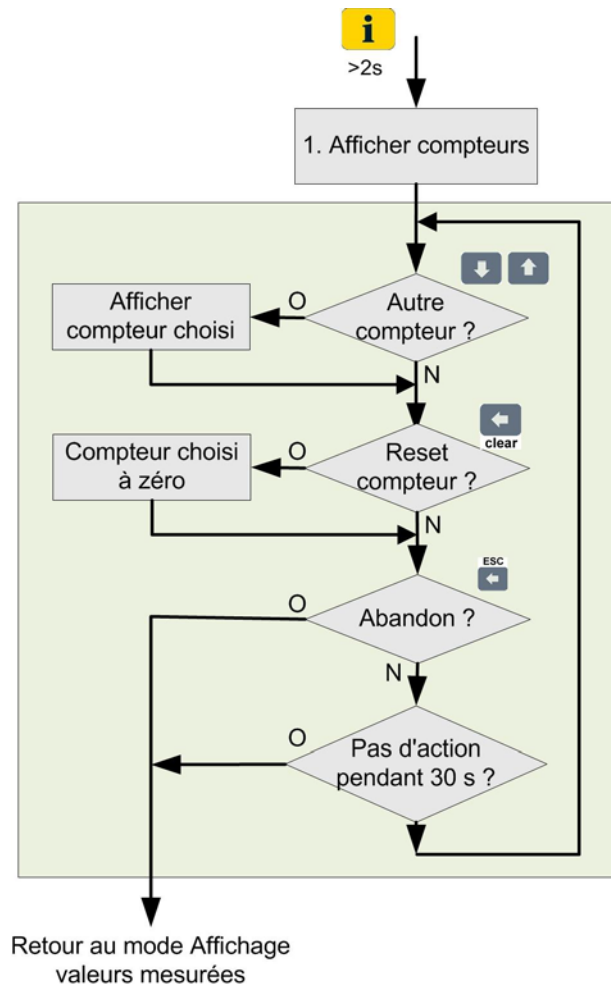 i
>2s
1. Afficher compteurs
Autre
compteur ?
O
Afficher
compteur choisi
N
clear
Reset
compteur ?
O
Compteur choisi
à zéro
N
ESC
Abandon ?
O
N
Pas d'action
pendant 30 s ?
O
Retour au mode Affichage
valeurs mesurées